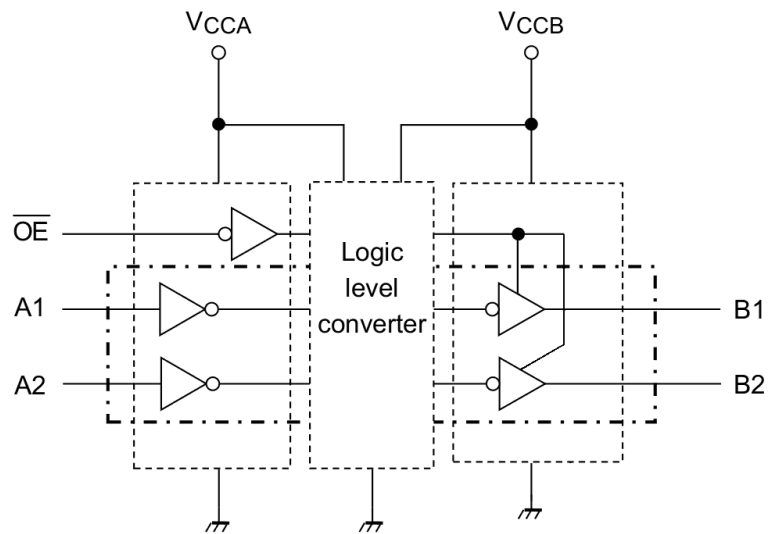 VCCA
VCCB
OE
Logic
level
converter
A1
B1
A2
B2